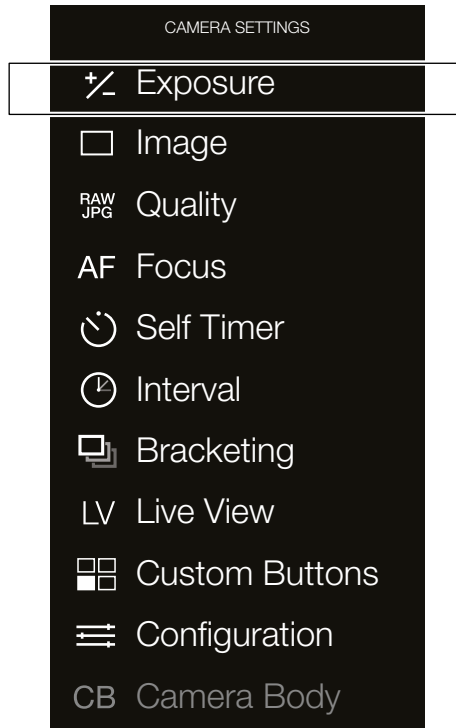 CAMERA SETTINGS
Exposure
Image
RAW JPG Quality
AF Focus
Self Timer
Interval
Bracketing
LV Live View
Custom Buttons
Configuration
CB Camera Body